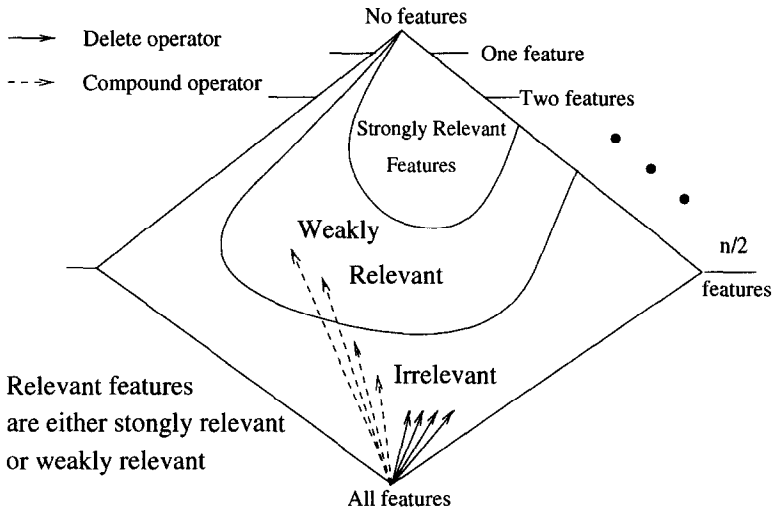 No features
Delete operator
One feature
Compound operator
Two features
Strongly Relevant
Features
Weakly
n/2
Relevant
features
Irrelevant
Relevant features
are either stongly relevant
or weakly relevant
All features